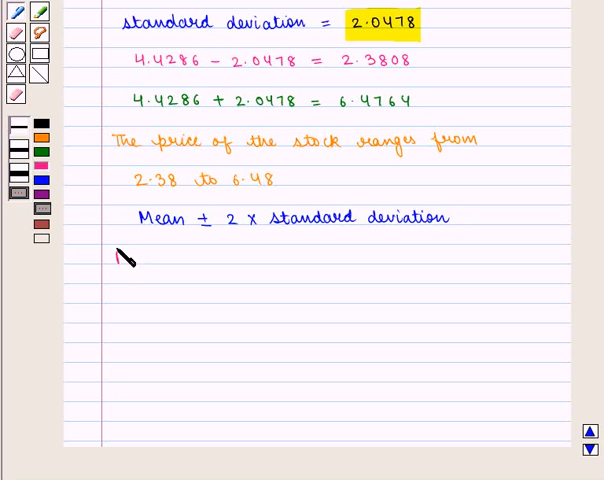 standard deviation = 2.0478
4.4286 - 2.0478 = 2.3808
4.4286 + 2.0478 = 6.4764
The price of the stock ranges from
2.38 to 6.48
Mean ± 2 × standard deviation